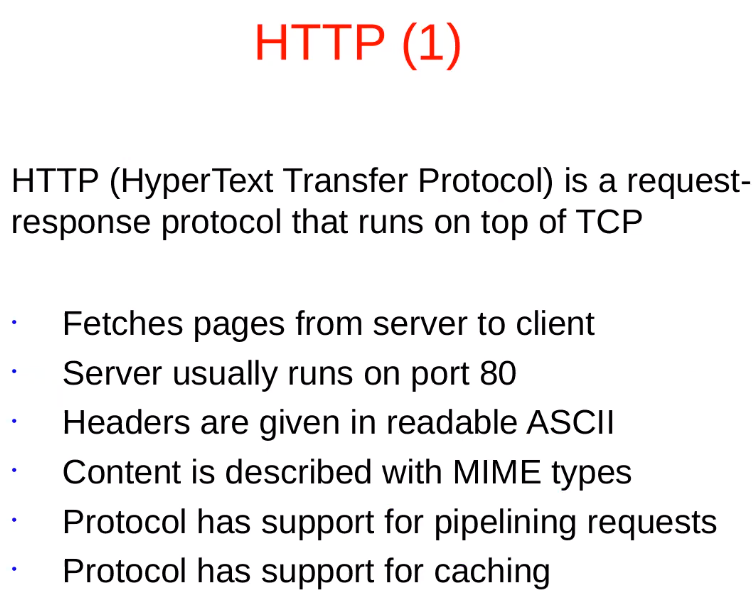 HTTP (1)
HTTP (HyperText Transfer Protocol) is a request-
response protocol that runs on top of TCP
· Fetches pages from server to client
· Server usually runs on port 80
· Headers are given in readable ASCII
· Content is described with MIME types
· Protocol has support for pipelining requests
· Protocol has support for caching